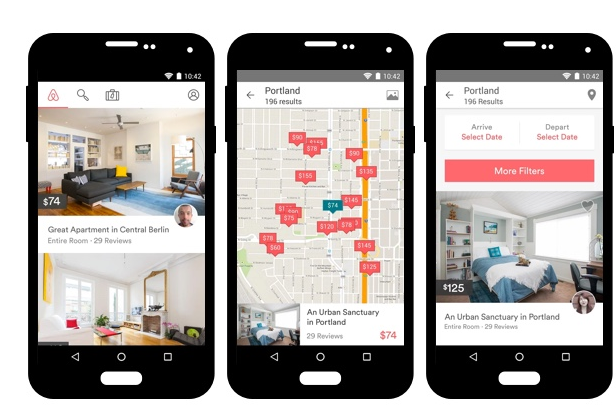 10:42
$74
Great Apartment in Central Berlin
Entire Room · 29 Reviews
10:42
Portland
196 results
$90
$78
$90
$135
$155
$74
$145
$75
$120
$78
$78
$60
$145
$125
An Urban Sanctuary
in Portland
29 Reviews
$74
10:42
Portland
196 Results
Arrive
Select Date
Depart
Select Date
More Filters
$125
An Urban Sanctuary in Portland
Entire Room · 29 Reviews